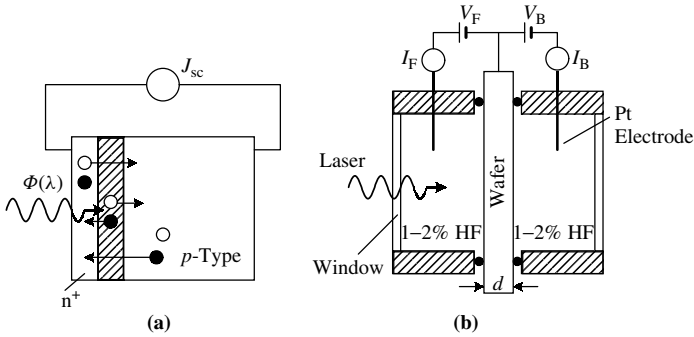 J_sc
Φ(λ)
p-Type
n⁺
(a)
V_F
V_B
I_F
I_B
Pt
Electrode
Laser
Wafer
1–2% HF
1–2% HF
Window
d
(b)